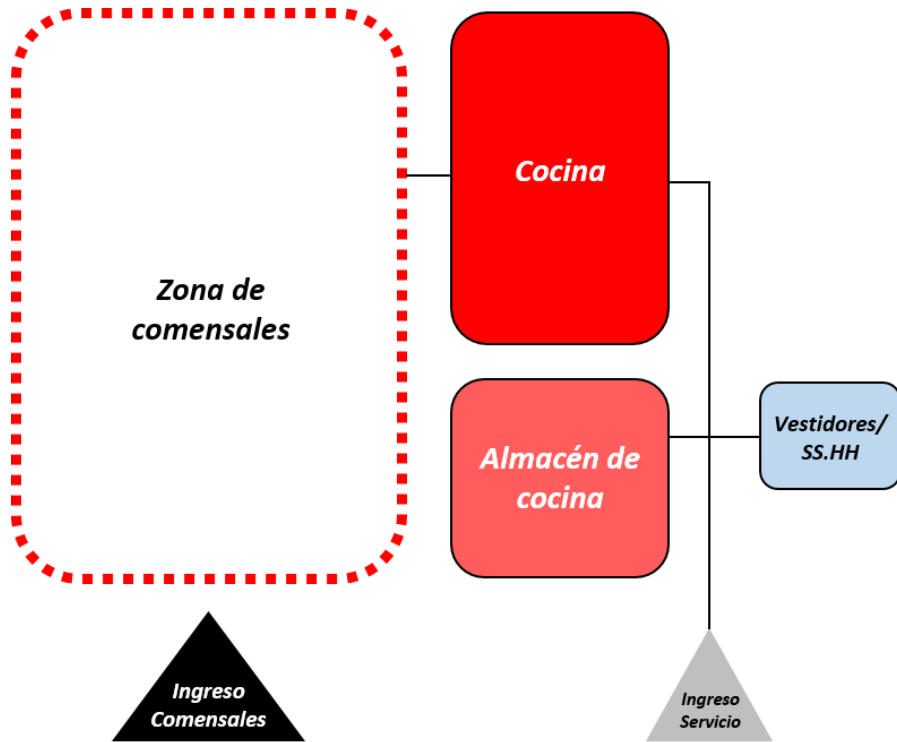 Cocina
Zona de
comensales
Vestidores/
SS.HH
Almacén de
cocina
Ingreso
Comensales
Ingreso
Servicio